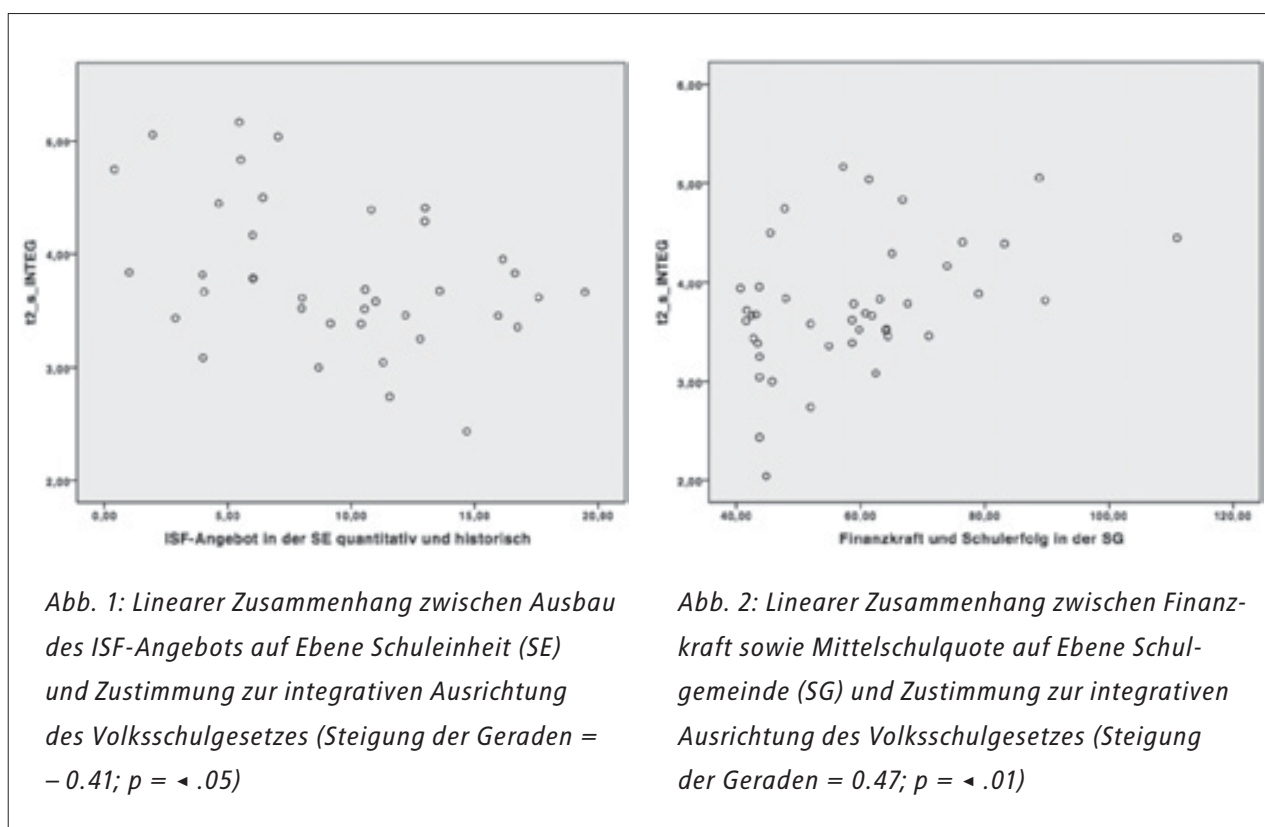 5,00
4,00
3,00
2,00
t2_s_INTEG
0,00 5,00 10,00 15,00 20,00
ISF-Angebot in der SE quantitativ und historisch
6,00
5,00
4,00
3,00
2,00
t2_s_INTEG
40,00 60,00 80,00 100,00 120,00
Finanzkraft und Schulerfolg in der SG
Abb. 1: Linearer Zusammenhang zwischen Ausbau
des ISF-Angebots auf Ebene Schuleinheit (SE)
und Zustimmung zur integrativen Ausrichtung
des Volksschulgesetzes (Steigung der Geraden =
– 0.41; p = ◂ .05)
Abb. 2: Linearer Zusammenhang zwischen Finanz-
kraft sowie Mittelschulquote auf Ebene Schul-
gemeinde (SG) und Zustimmung zur integrativen
Ausrichtung des Volksschulgesetzes (Steigung
der Geraden = 0.47; p = ◂ .01)